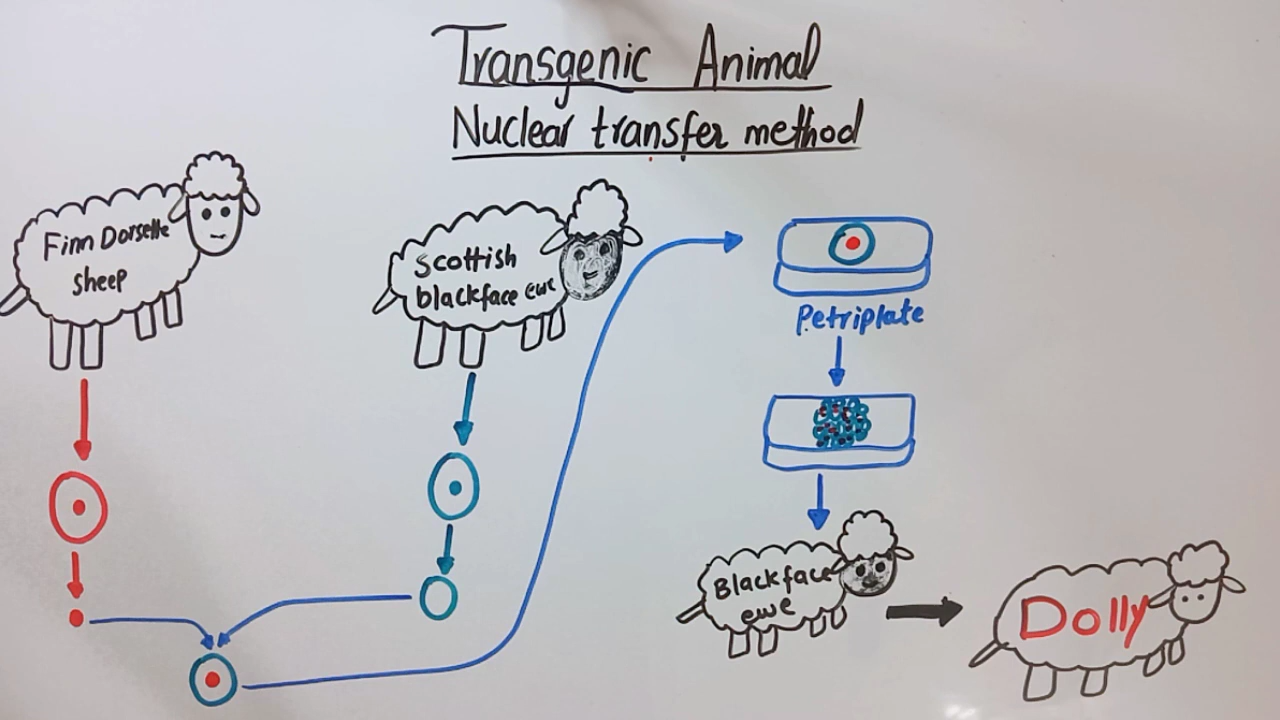 Transgenic Animal
Nuclear transfer method
Finn Dorsette
sheep
Scottish
blackface ewe
Petriplate
Blackface
ewe
Dolly